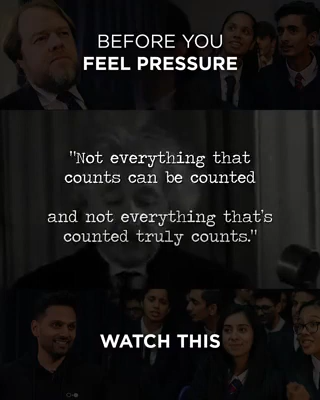 BEFORE YOU
FEEL PRESSURE
"Not everything that
counts can be counted
and not everything that's
counted truly counts."
WATCH THIS